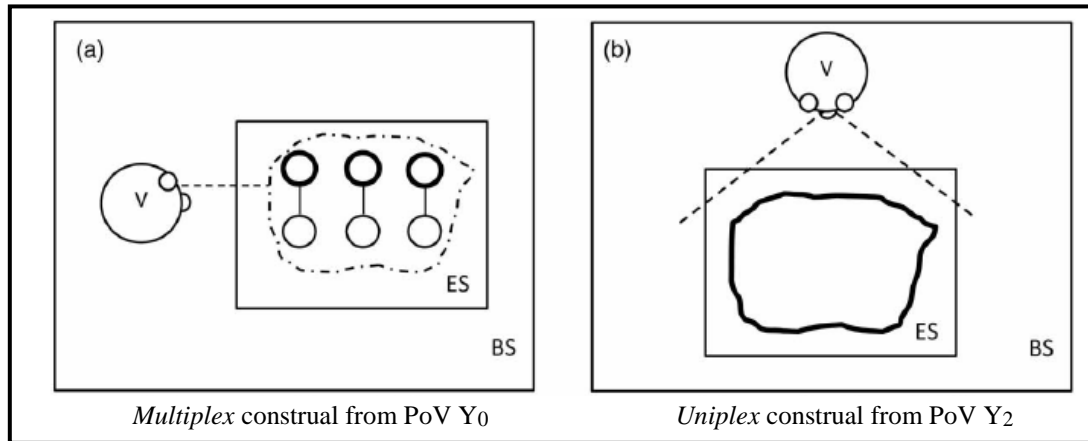 (a)
V
ES
BS
Multiplex construal from PoV Y0
(b)
V
ES
BS
Uniplex construal from PoV Y2